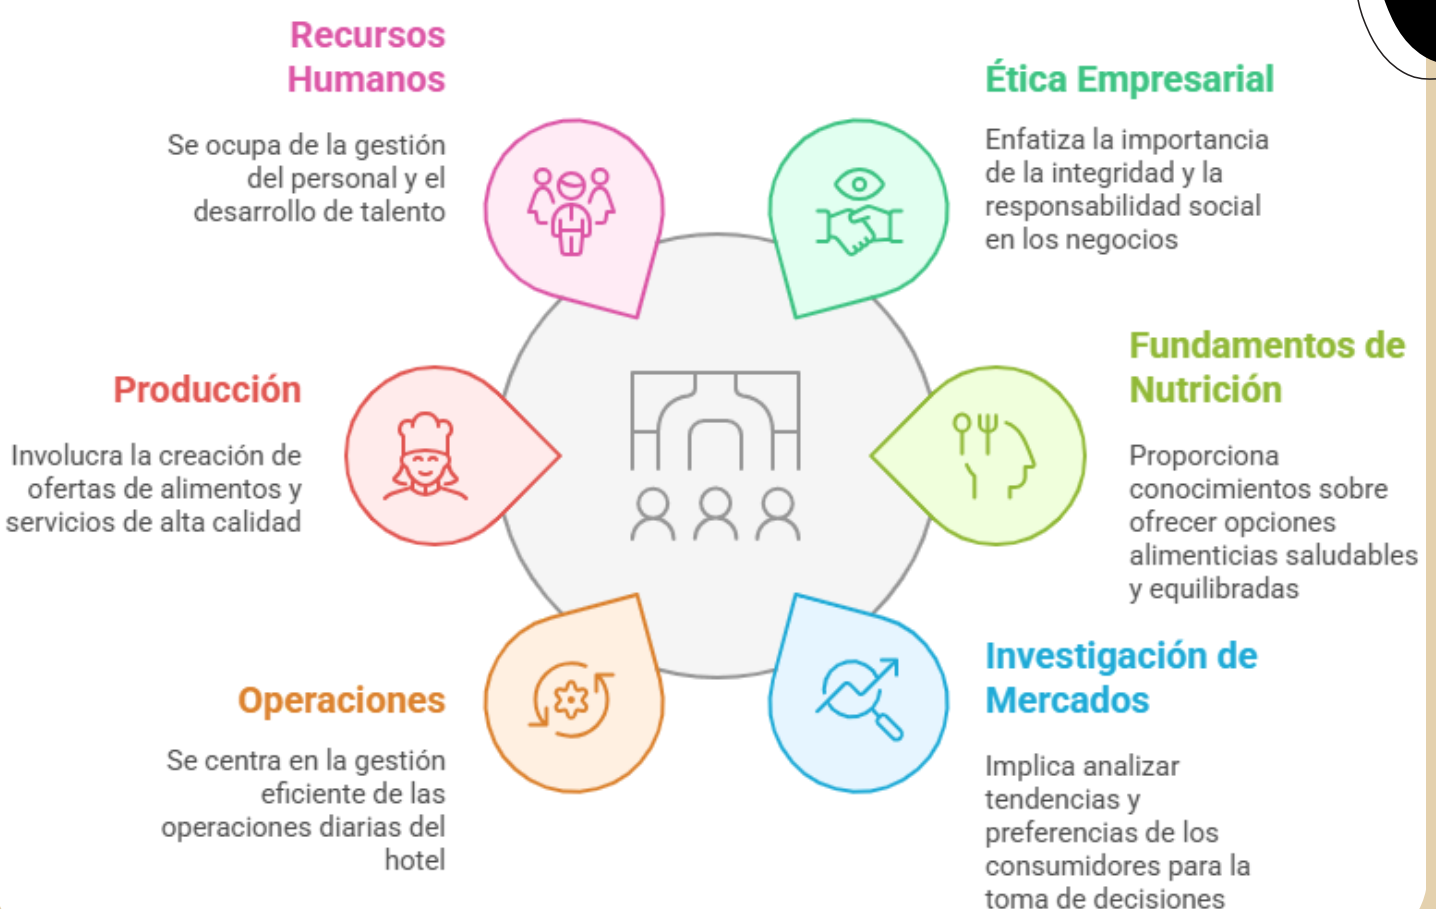 Recursos
Humanos
Se ocupa de la gestión
del personal y el
desarrollo de talento
Ética Empresarial
Enfatiza la importancia
de la integridad y la
responsabilidad social
en los negocios
Producción
Involucra la creación de
ofertas de alimentos y
servicios de alta calidad
Fundamentos de
Nutrición
Proporciona
conocimientos sobre
ofrecer opciones
alimenticias saludables
y equilibradas
Operaciones
Se centra en la gestión
eficiente de las
operaciones diarias del
hotel
Investigación de
Mercados
Implica analizar
tendencias y
preferencias de los
consumidores para la
toma de decisiones